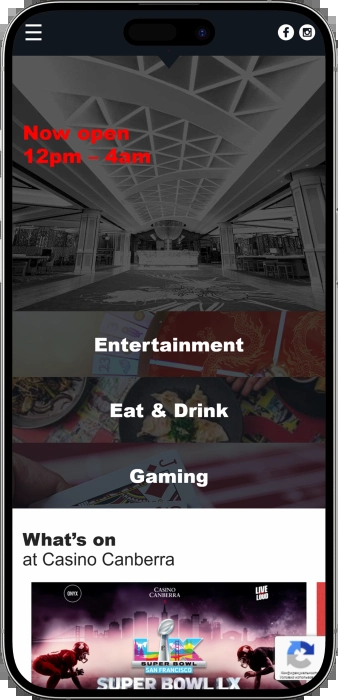 Now open
12pm – 4am
Entertainment
Eat & Drink
Gaming
What's on
at Casino Canberra
ONYX
CASINO
CANBERRA
LIVE
LOUD
LX
SUPER BOWL
SAN FRANCISCO
SUPER BOWL LX